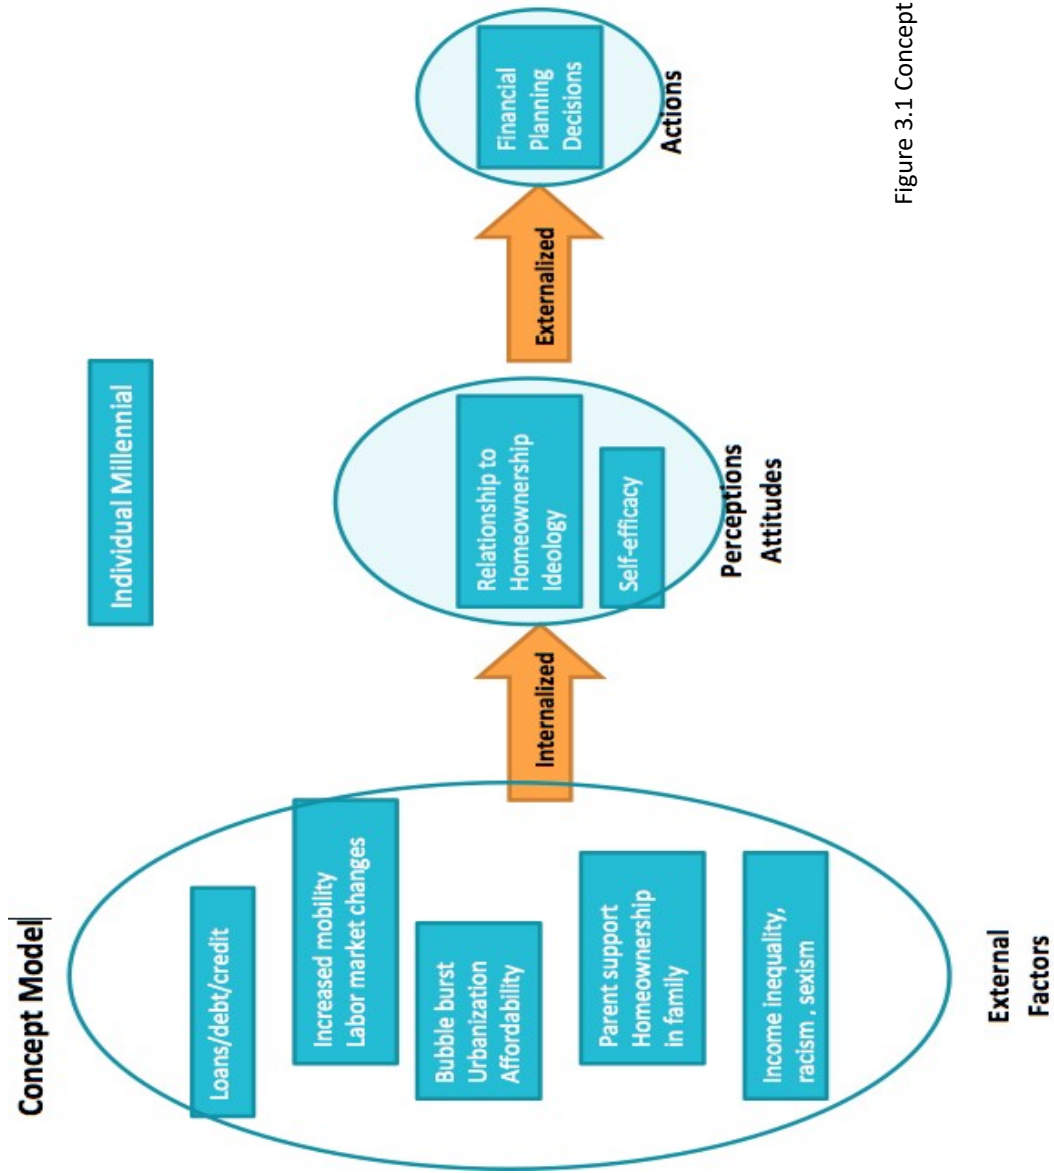 Concept Model
Individual Millennial
Loans/debt/credit
Increased mobility
Labor market changes
Bubble burst
Urbanization
Affordability
Parent support
Homeownership
in family
Income inequality,
racism , sexism
External
Factors
Internalized
Relationship to
Homeownership
Ideology
Self-efficacy
Perceptions
Attitudes
Externalized
Financial
Planning
Decisions
Actions
Figure 3.1 Concept